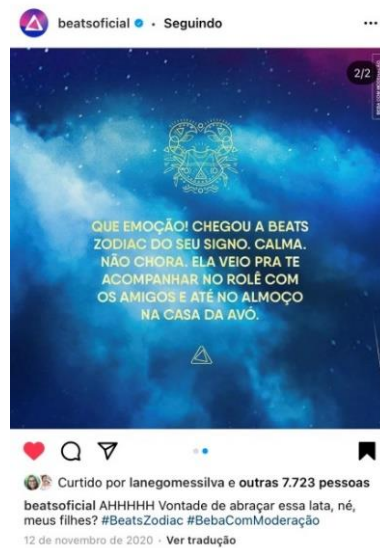 beatsoficial • Seguindo
2/2
QUE EMOÇÃO! CHEGOU A BEATS
ZODIAC DO SEU SIGNO. CALMA.
NÃO CHORA. ELA VEIO PRA TE
ACOMPANHAR NO ROLÊ COM
OS AMIGOS E ATÉ NO ALMOÇO
NA CASA DA AVÓ.
Curtido por lanegomessilva e outras 7.723 pessoas
beatsoficial AHHHHH Vontade de abraçar essa lata, né,
meus filhes? #BeatsZodiac #BebaComModeração
12 de novembro de 2020 • Ver tradução